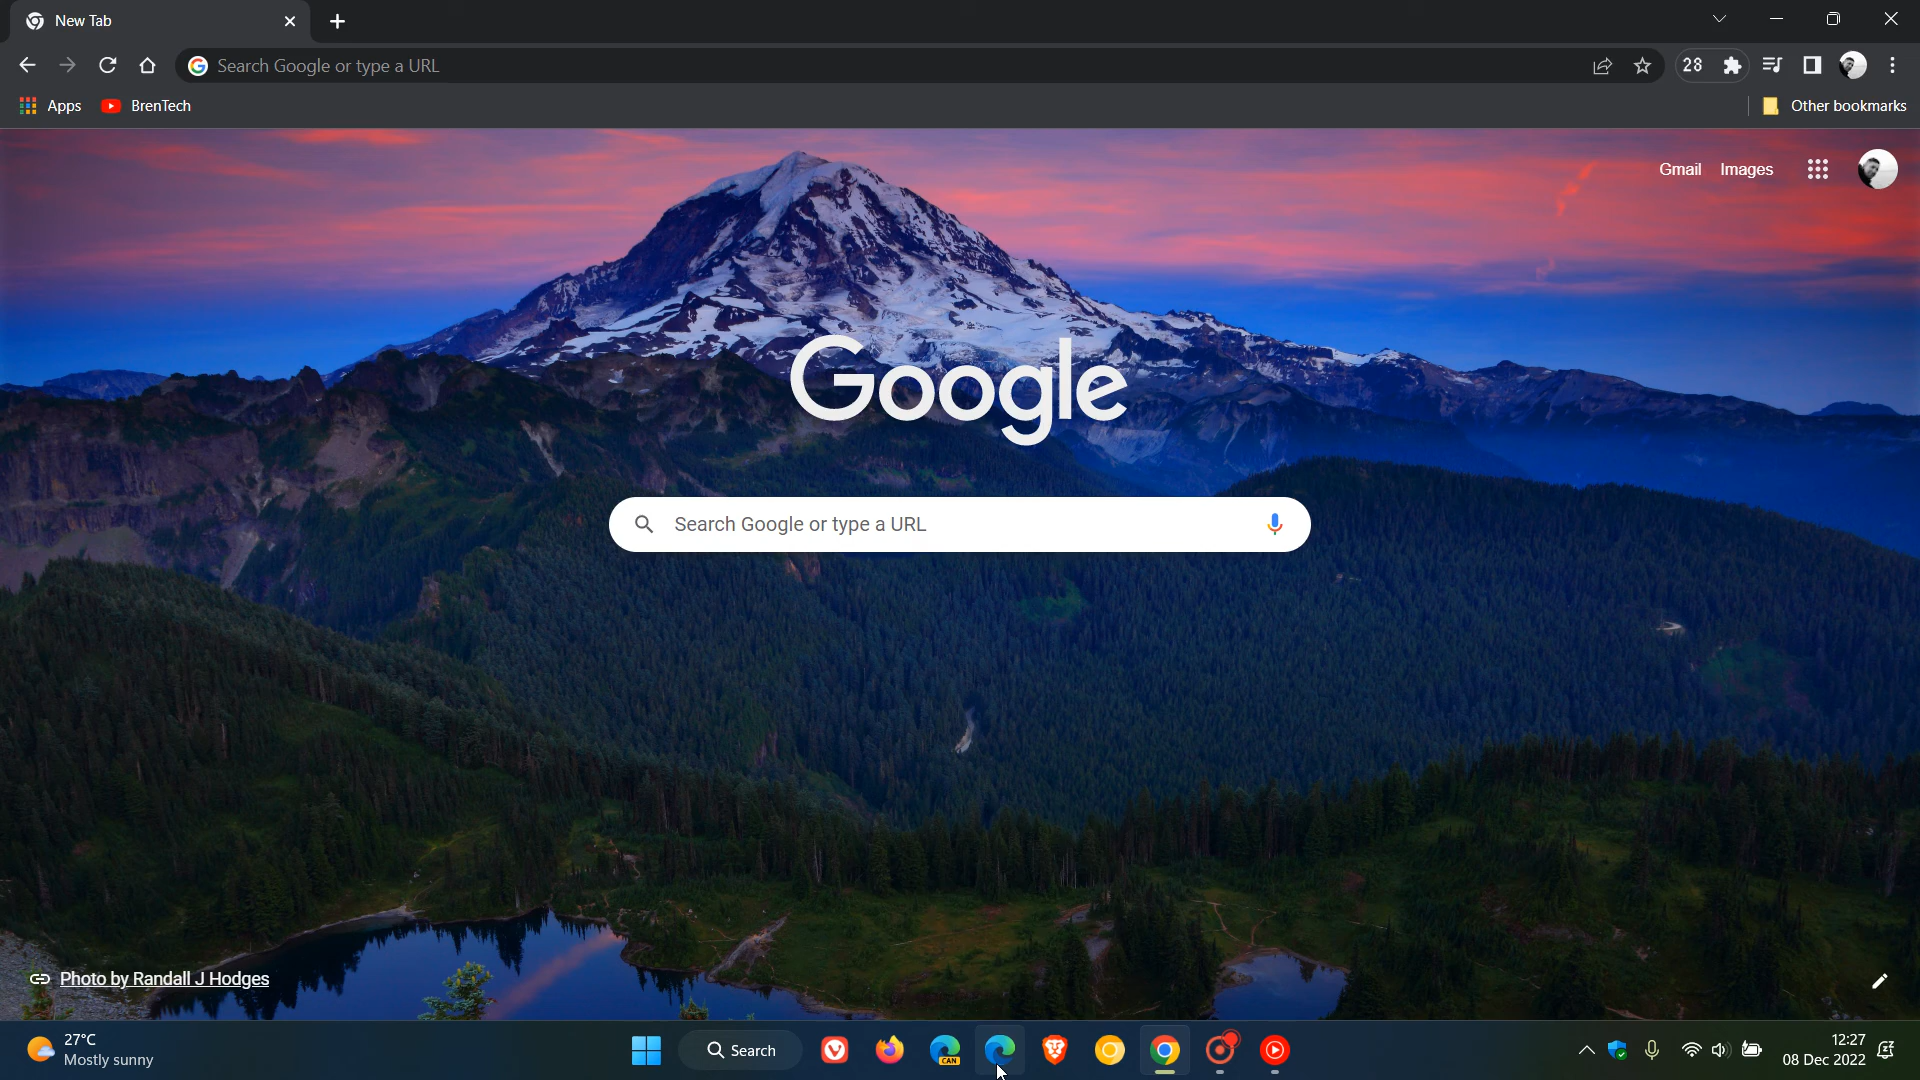 New Tab
Search Google or type a URL
28
Apps
BrenTech
Other bookmarks
Gmail
Images
Google
Search Google or type a URL
Photo by Randall J Hodges
27°C
Mostly sunny
Search
CAN
12:27
08 Dec 2022